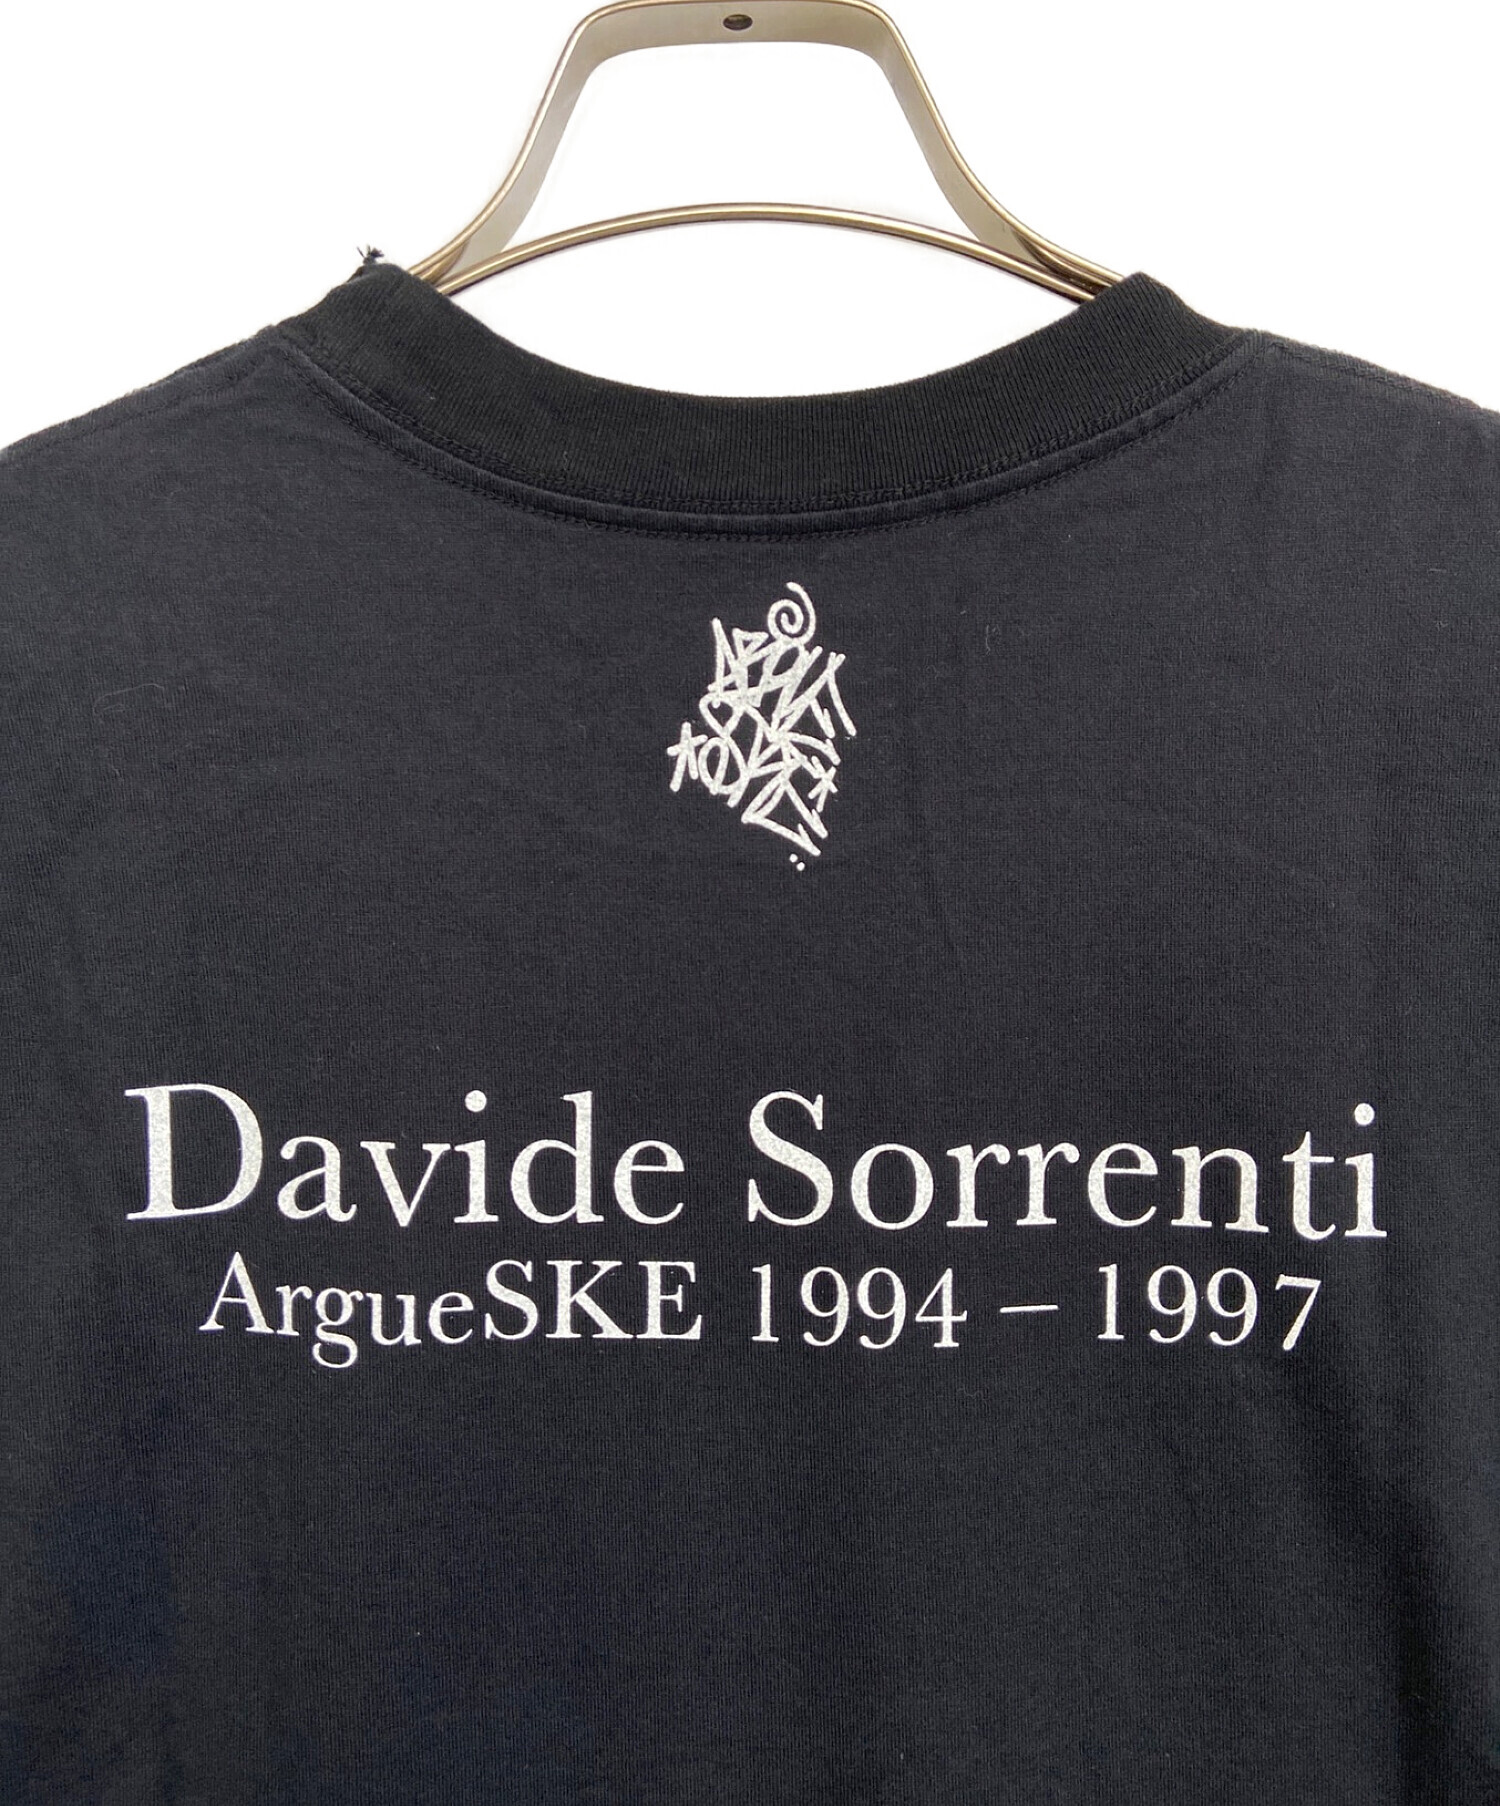 Davide Sorrenti
ArgueSKE 1994 – 1997